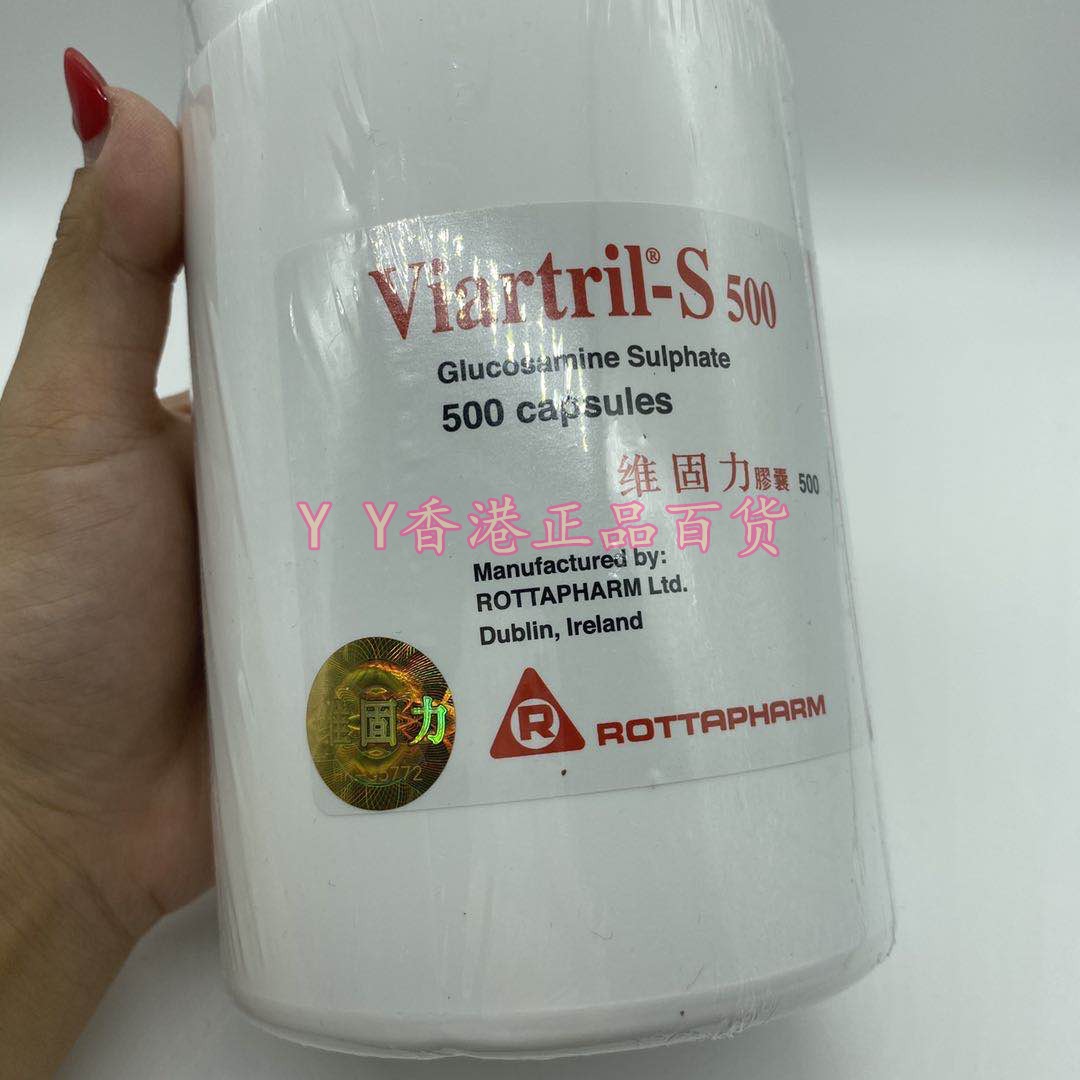 Viartril®-S 500
Glucosamine Sulphate
500 capsules
维固力膠囊 500
Y Y香港正品百货
Manufactured by:
ROTTAPHARM Ltd.
Dublin, Ireland
固力
R ROTTAPHARM